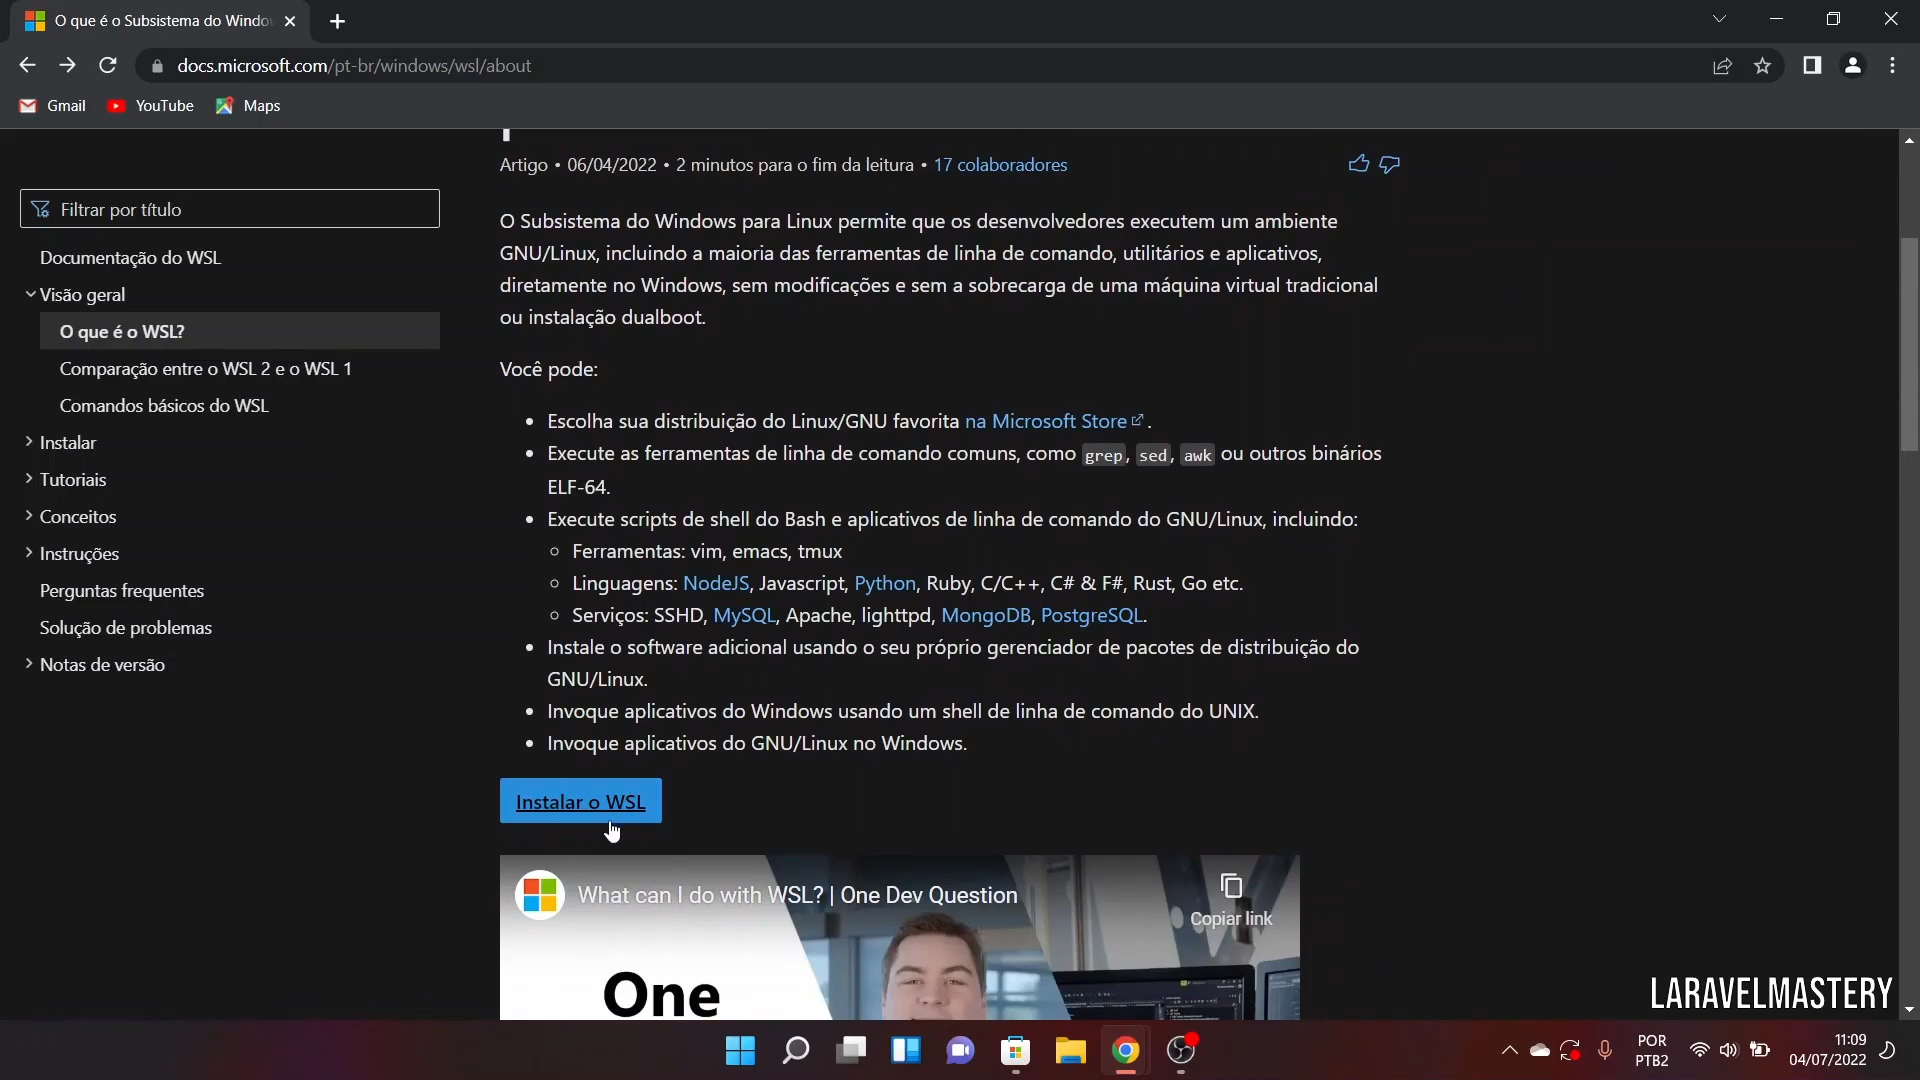 O que é o Subsistema do Windo
docs.microsoft.com/pt-br/windows/wsl/about
Gmail
YouTube
Maps
Artigo • 06/04/2022 • 2 minutos para o fim da leitura • 17 colaboradores
Filtrar por título
Documentação do WSL
Visão geral
O que é o WSL?
Comparação entre o WSL 2 e o WSL 1
Comandos básicos do WSL
Instalar
Tutoriais
Conceitos
Instruções
Perguntas frequentes
Solução de problemas
Notas de versão
O Subsistema do Windows para Linux permite que os desenvolvedores executem um ambiente
GNU/Linux, incluindo a maioria das ferramentas de linha de comando, utilitários e aplicativos,
diretamente no Windows, sem modificações e sem a sobrecarga de uma máquina virtual tradicional
ou instalação dualboot.
Você pode:
• Escolha sua distribuição do Linux/GNU favorita na Microsoft Store.
• Execute as ferramentas de linha de comando comuns, como grep, sed, awk ou outros binários
ELF-64.
• Execute scripts de shell do Bash e aplicativos de linha de comando do GNU/Linux, incluindo:
○ Ferramentas: vim, emacs, tmux
○ Linguagens: NodeJS, Javascript, Python, Ruby, C/C++, C# & F#, Rust, Go etc.
○ Serviços: SSHD, MySQL, Apache, lighttpd, MongoDB, PostgreSQL.
• Instale o software adicional usando o seu próprio gerenciador de pacotes de distribuição do
GNU/Linux.
• Invoque aplicativos do Windows usando um shell de linha de comando do UNIX.
• Invoque aplicativos do GNU/Linux no Windows.
Instalar o WSL
What can I do with WSL? | One Dev Question
Copiar link
One
LARAVELMASTERY
POR
PTB2
11:09
04/07/2022